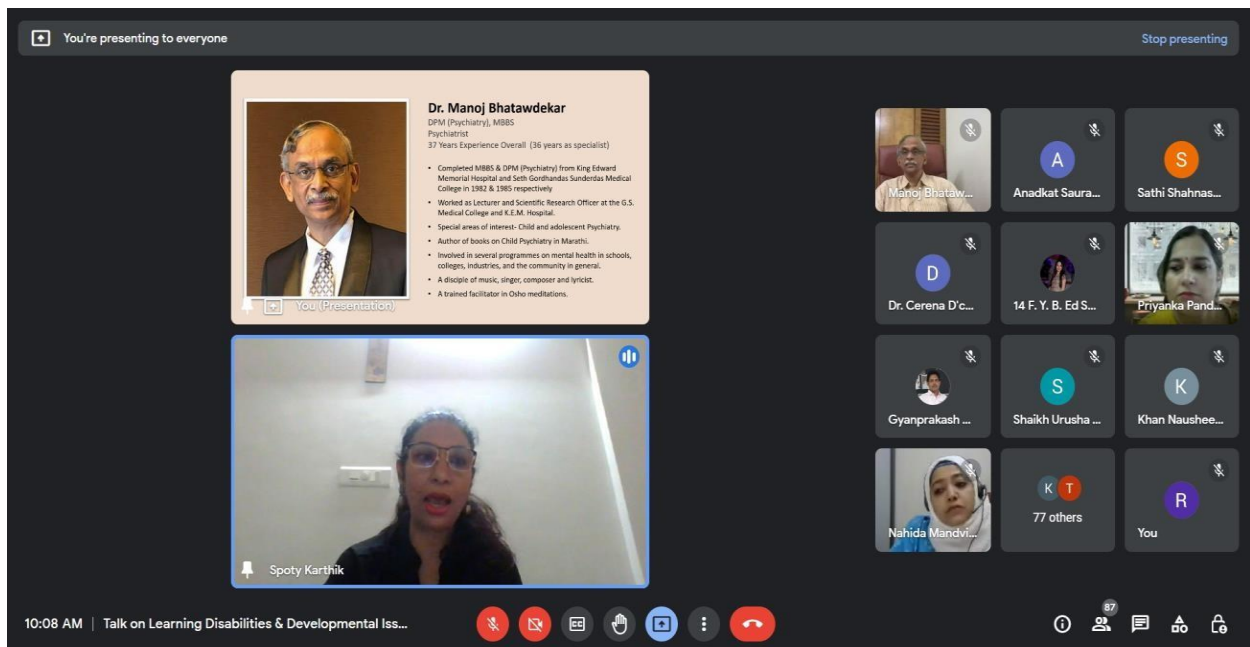 You're presenting to everyone
Stop presenting
Dr. Manoj Bhatawdekar
DPM (Psychiatry), MBBS
Psychiatrist
37 Years Experience Overall (36 years as specialist)
• Completed MBBS & DPM (Psychiatry) from King Edward
Memorial Hospital and Seth Gordhandas Sunderdas Medical
College in 1982 & 1985 respectively
• Worked as Lecturer and Scientific Research Officer at the G.S.
Medical College and K.E.M. Hospital.
• Special areas of interest- Child and adolescent Psychiatry.
• Author of books on Child Psychiatry in Marathi.
• Involved in several programmes on mental health in schools,
colleges, industries, and the community in general.
• A disciple of music, singer, composer and lyricist.
• A trained facilitator in Osho meditations.
You (Presentation)
Spoty Karthik
Manoj Bhataw...
A
Anadkat Saura...
S
Sathi Shahnas...
D
Dr. Cerena D'c...
14 F. Y. B. Ed S...
Priyanka Pand...
Gyanprakash ...
S
Shaikh Urusha ...
K
Khan Naushee...
Nahida Mandvi...
K T
77 others
R
You
10:08 AM | Talk on Learning Disabilities & Developmental Iss...
CC
87